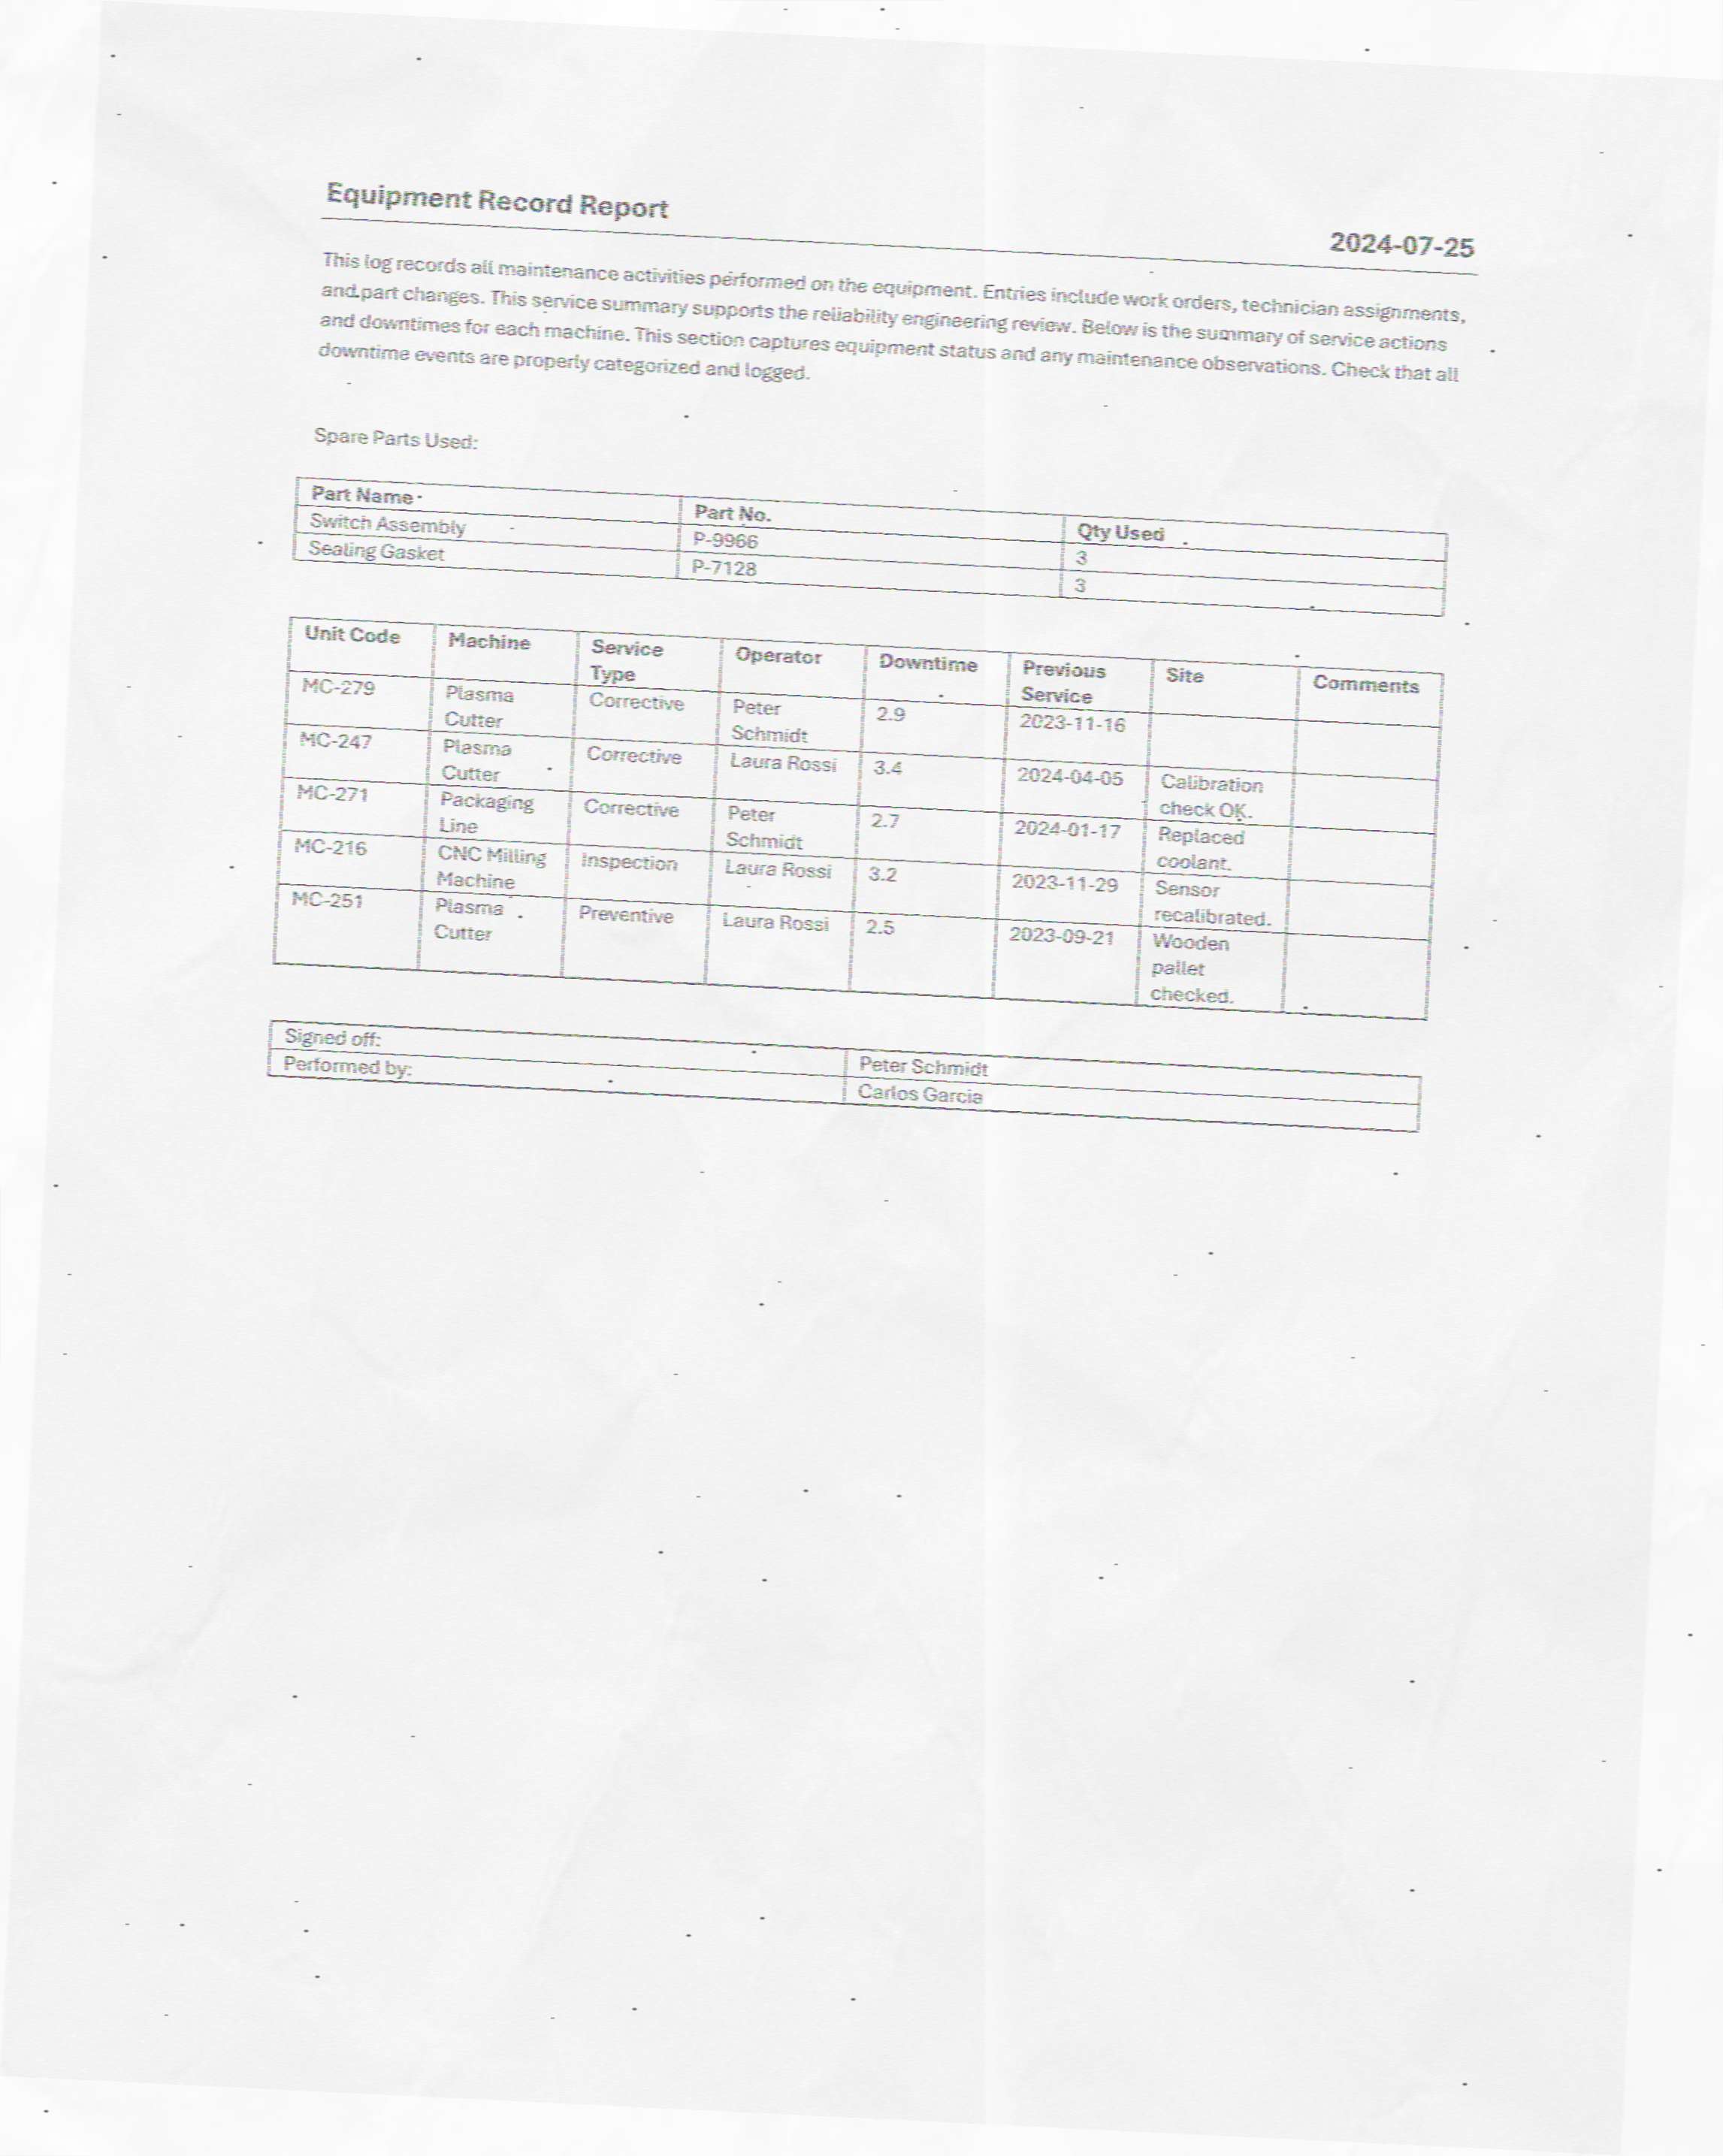 Equipment Record Report
2024-07-25
This log records all maintenance activities performed on the equipment. Entries include work orders, technician assignments,
and part changes. This service summary supports the reliability engineering review. Below is the summary of service actions
and downtimes for each machine. This section captures equipment status and any maintenance observations. Check that all
downtime events are properly categorized and logged.
Spare Parts Used:
Part Name Part No. Qty Used
Switch Assembly P-9966 3
Sealing Gasket P-7128 3
Unit Code Machine Service Type Operator Downtime Previous Service Site Comments
MC-279 Plasma Cutter Corrective Peter Schmidt 2.9 2023-11-16
MC-247 Plasma Cutter Corrective Laura Rossi 3.4 2024-04-05 Calibration check OK.
MC-271 Packaging Line Corrective Peter Schmidt 2.7 2024-01-17 Replaced coolant.
MC-216 CNC Milling Machine Inspection Laura Rossi 3.2 2023-11-29 Sensor recalibrated.
MC-251 Plasma Cutter Preventive Laura Rossi 2.5 2023-09-21 Wooden pallet checked.
Signed off: Peter Schmidt
Performed by: Carlos Garcia